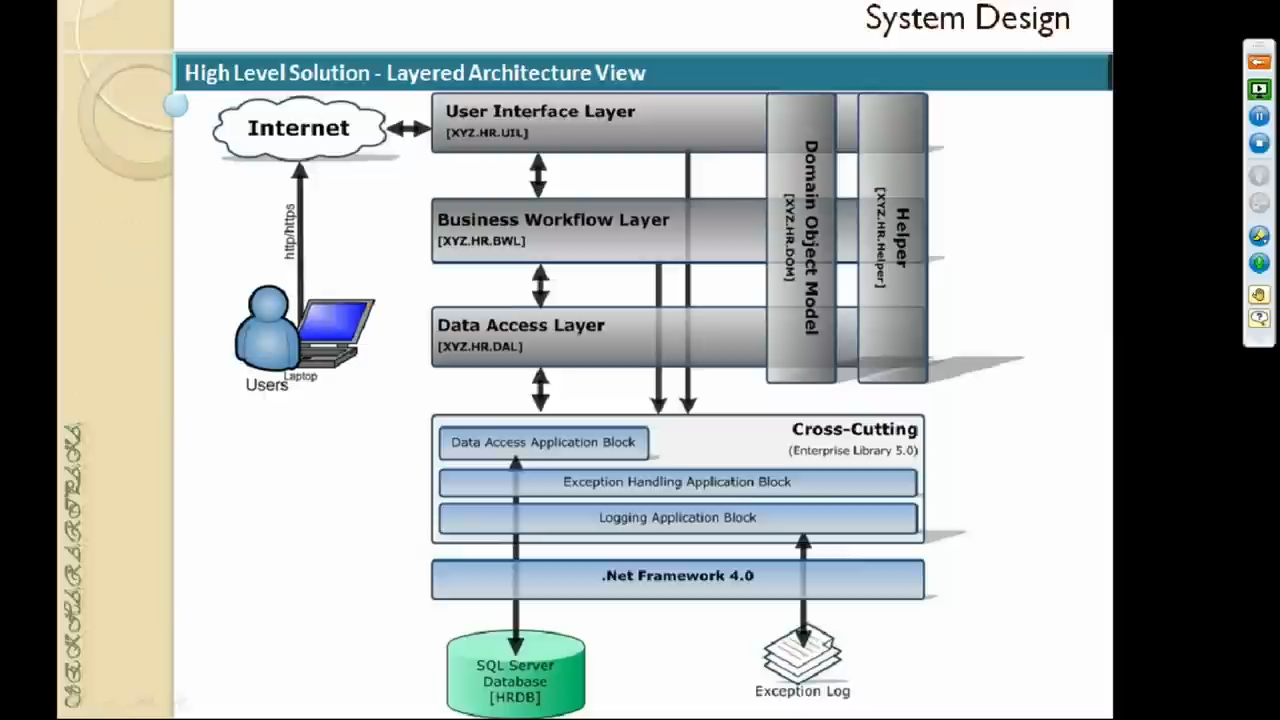 System Design
High Level Solution - Layered Architecture View
Internet
http/https
Users
Laptop
User Interface Layer
[XYZ.HR.UIL]
Business Workflow Layer
[XYZ.HR.BWL]
Data Access Layer
[XYZ.HR.DAL]
Domain Object Model
[XYZ.HR.DOM]
Helper
[XYZ.HR.Helper]
Cross-Cutting
(Enterprise Library 5.0)
Data Access Application Block
Exception Handling Application Block
Logging Application Block
.Net Framework 4.0
SQL Server
Database
[HRDB]
Exception Log